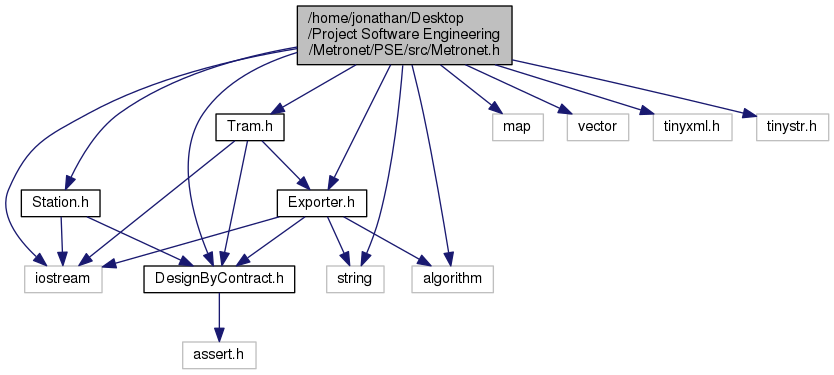 /home/jonathan/Desktop
/Project Software Engineering
/Metronet/PSE/src/Metronet.h
Tram.h
map
vector
tinyxml.h
tinystr.h
Station.h
Exporter.h
iostream
DesignByContract.h
string
algorithm
assert.h